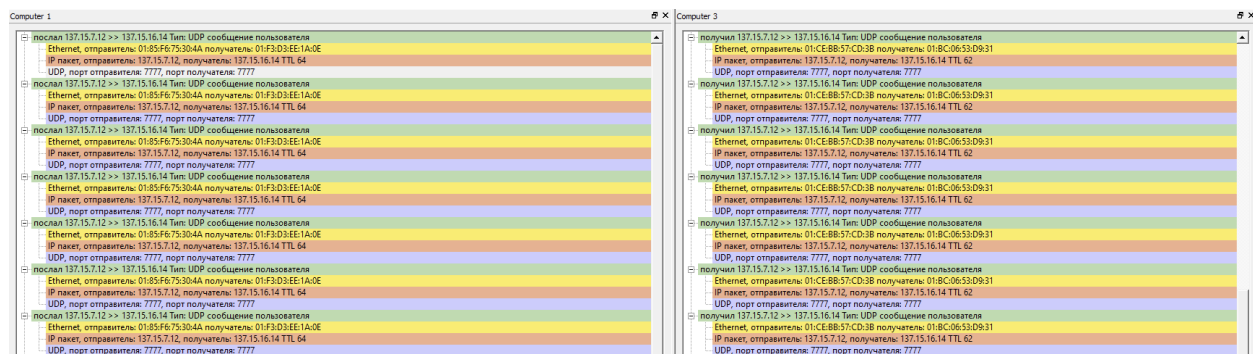 Computer 1
послал 137.15.7.12 >> 137.15.16.14 Тип: UDP сообщение пользователя
Ethernet, отправитель: 01:85:F6:75:30:4A получатель: 01:F3:D3:EE:1A:0E
IP пакет, отправитель: 137.15.7.12, получатель: 137.15.16.14 TTL 64
UDP, порт отправителя: 7777, порт получателя: 7777
послал 137.15.7.12 >> 137.15.16.14 Тип: UDP сообщение пользователя
Ethernet, отправитель: 01:85:F6:75:30:4A получатель: 01:F3:D3:EE:1A:0E
IP пакет, отправитель: 137.15.7.12, получатель: 137.15.16.14 TTL 64
UDP, порт отправителя: 7777, порт получателя: 7777
послал 137.15.7.12 >> 137.15.16.14 Тип: UDP сообщение пользователя
Ethernet, отправитель: 01:85:F6:75:30:4A получатель: 01:F3:D3:EE:1A:0E
IP пакет, отправитель: 137.15.7.12, получатель: 137.15.16.14 TTL 64
UDP, порт отправителя: 7777, порт получателя: 7777
послал 137.15.7.12 >> 137.15.16.14 Тип: UDP сообщение пользователя
Ethernet, отправитель: 01:85:F6:75:30:4A получатель: 01:F3:D3:EE:1A:0E
IP пакет, отправитель: 137.15.7.12, получатель: 137.15.16.14 TTL 64
UDP, порт отправителя: 7777, порт получателя: 7777
послал 137.15.7.12 >> 137.15.16.14 Тип: UDP сообщение пользователя
Ethernet, отправитель: 01:85:F6:75:30:4A получатель: 01:F3:D3:EE:1A:0E
IP пакет, отправитель: 137.15.7.12, получатель: 137.15.16.14 TTL 64
UDP, порт отправителя: 7777, порт получателя: 7777
послал 137.15.7.12 >> 137.15.16.14 Тип: UDP сообщение пользователя
Ethernet, отправитель: 01:85:F6:75:30:4A получатель: 01:F3:D3:EE:1A:0E
IP пакет, отправитель: 137.15.7.12, получатель: 137.15.16.14 TTL 64
UDP, порт отправителя: 7777, порт получателя: 7777
послал 137.15.7.12 >> 137.15.16.14 Тип: UDP сообщение пользователя
Ethernet, отправитель: 01:85:F6:75:30:4A получатель: 01:F3:D3:EE:1A:0E
IP пакет, отправитель: 137.15.7.12, получатель: 137.15.16.14 TTL 64
UDP, порт отправителя: 7777, порт получателя: 7777
Computer 3
получил 137.15.7.12 >> 137.15.16.14 Тип: UDP сообщение пользователя
Ethernet, отправитель: 01:CE:BB:57:CD:3B получатель: 01:BC:06:53:D9:31
IP пакет, отправитель: 137.15.7.12, получатель: 137.15.16.14 TTL 62
UDP, порт отправителя: 7777, порт получателя: 7777
получил 137.15.7.12 >> 137.15.16.14 Тип: UDP сообщение пользователя
Ethernet, отправитель: 01:CE:BB:57:CD:3B получатель: 01:BC:06:53:D9:31
IP пакет, отправитель: 137.15.7.12, получатель: 137.15.16.14 TTL 62
UDP, порт отправителя: 7777, порт получателя: 7777
получил 137.15.7.12 >> 137.15.16.14 Тип: UDP сообщение пользователя
Ethernet, отправитель: 01:CE:BB:57:CD:3B получатель: 01:BC:06:53:D9:31
IP пакет, отправитель: 137.15.7.12, получатель: 137.15.16.14 TTL 62
UDP, порт отправителя: 7777, порт получателя: 7777
получил 137.15.7.12 >> 137.15.16.14 Тип: UDP сообщение пользователя
Ethernet, отправитель: 01:CE:BB:57:CD:3B получатель: 01:BC:06:53:D9:31
IP пакет, отправитель: 137.15.7.12, получатель: 137.15.16.14 TTL 62
UDP, порт отправителя: 7777, порт получателя: 7777
получил 137.15.7.12 >> 137.15.16.14 Тип: UDP сообщение пользователя
Ethernet, отправитель: 01:CE:BB:57:CD:3B получатель: 01:BC:06:53:D9:31
IP пакет, отправитель: 137.15.7.12, получатель: 137.15.16.14 TTL 62
UDP, порт отправителя: 7777, порт получателя: 7777
получил 137.15.7.12 >> 137.15.16.14 Тип: UDP сообщение пользователя
Ethernet, отправитель: 01:CE:BB:57:CD:3B получатель: 01:BC:06:53:D9:31
IP пакет, отправитель: 137.15.7.12, получатель: 137.15.16.14 TTL 62
UDP, порт отправителя: 7777, порт получателя: 7777
получил 137.15.7.12 >> 137.15.16.14 Тип: UDP сообщение пользователя
Ethernet, отправитель: 01:CE:BB:57:CD:3B получатель: 01:BC:06:53:D9:31
IP пакет, отправитель: 137.15.7.12, получатель: 137.15.16.14 TTL 62
UDP, порт отправителя: 7777, порт получателя: 7777